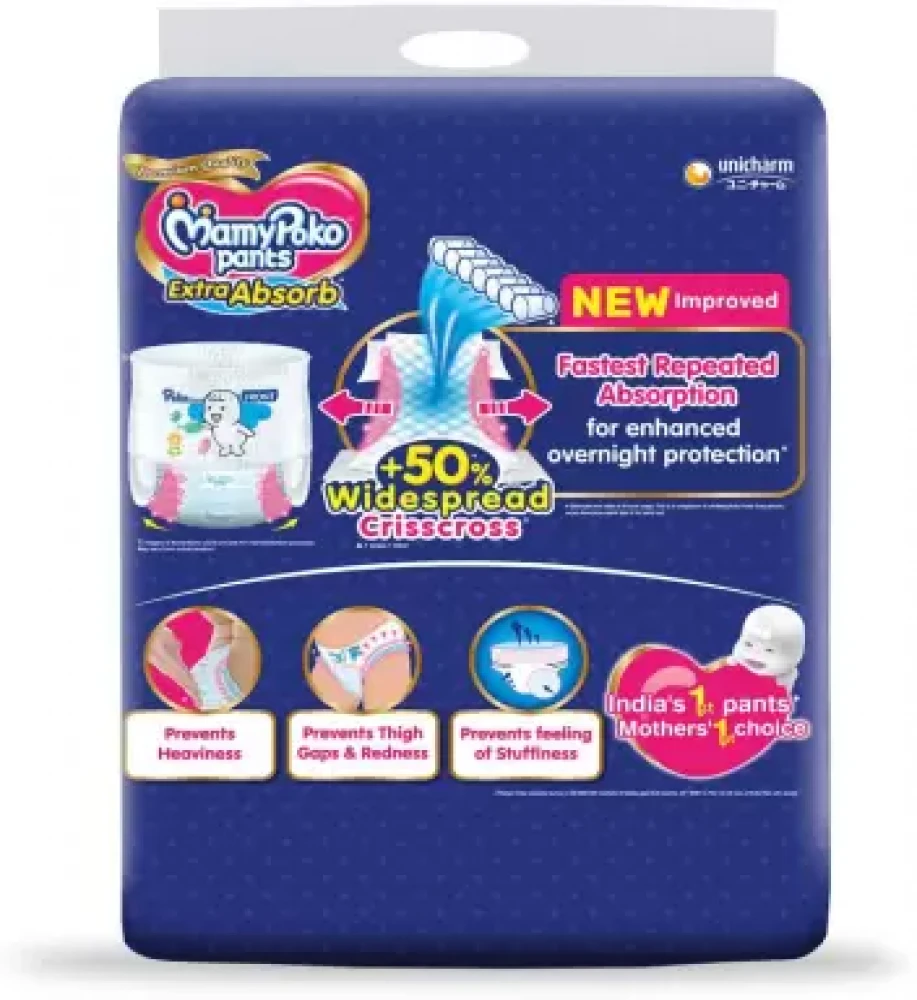 Premium Quality
unicharm
ユニ・チャーム
MamyPoko
pants
Extra Absorb
NEW Improved
Fastest Repeated
Absorption
for enhanced
overnight protection*
+50%
Widespread
Crisscross
Prevents
Heaviness
Prevents Thigh
Gaps & Redness
Prevents feeling
of Stuffiness
India's 1st pants*
Mothers' 1st choice